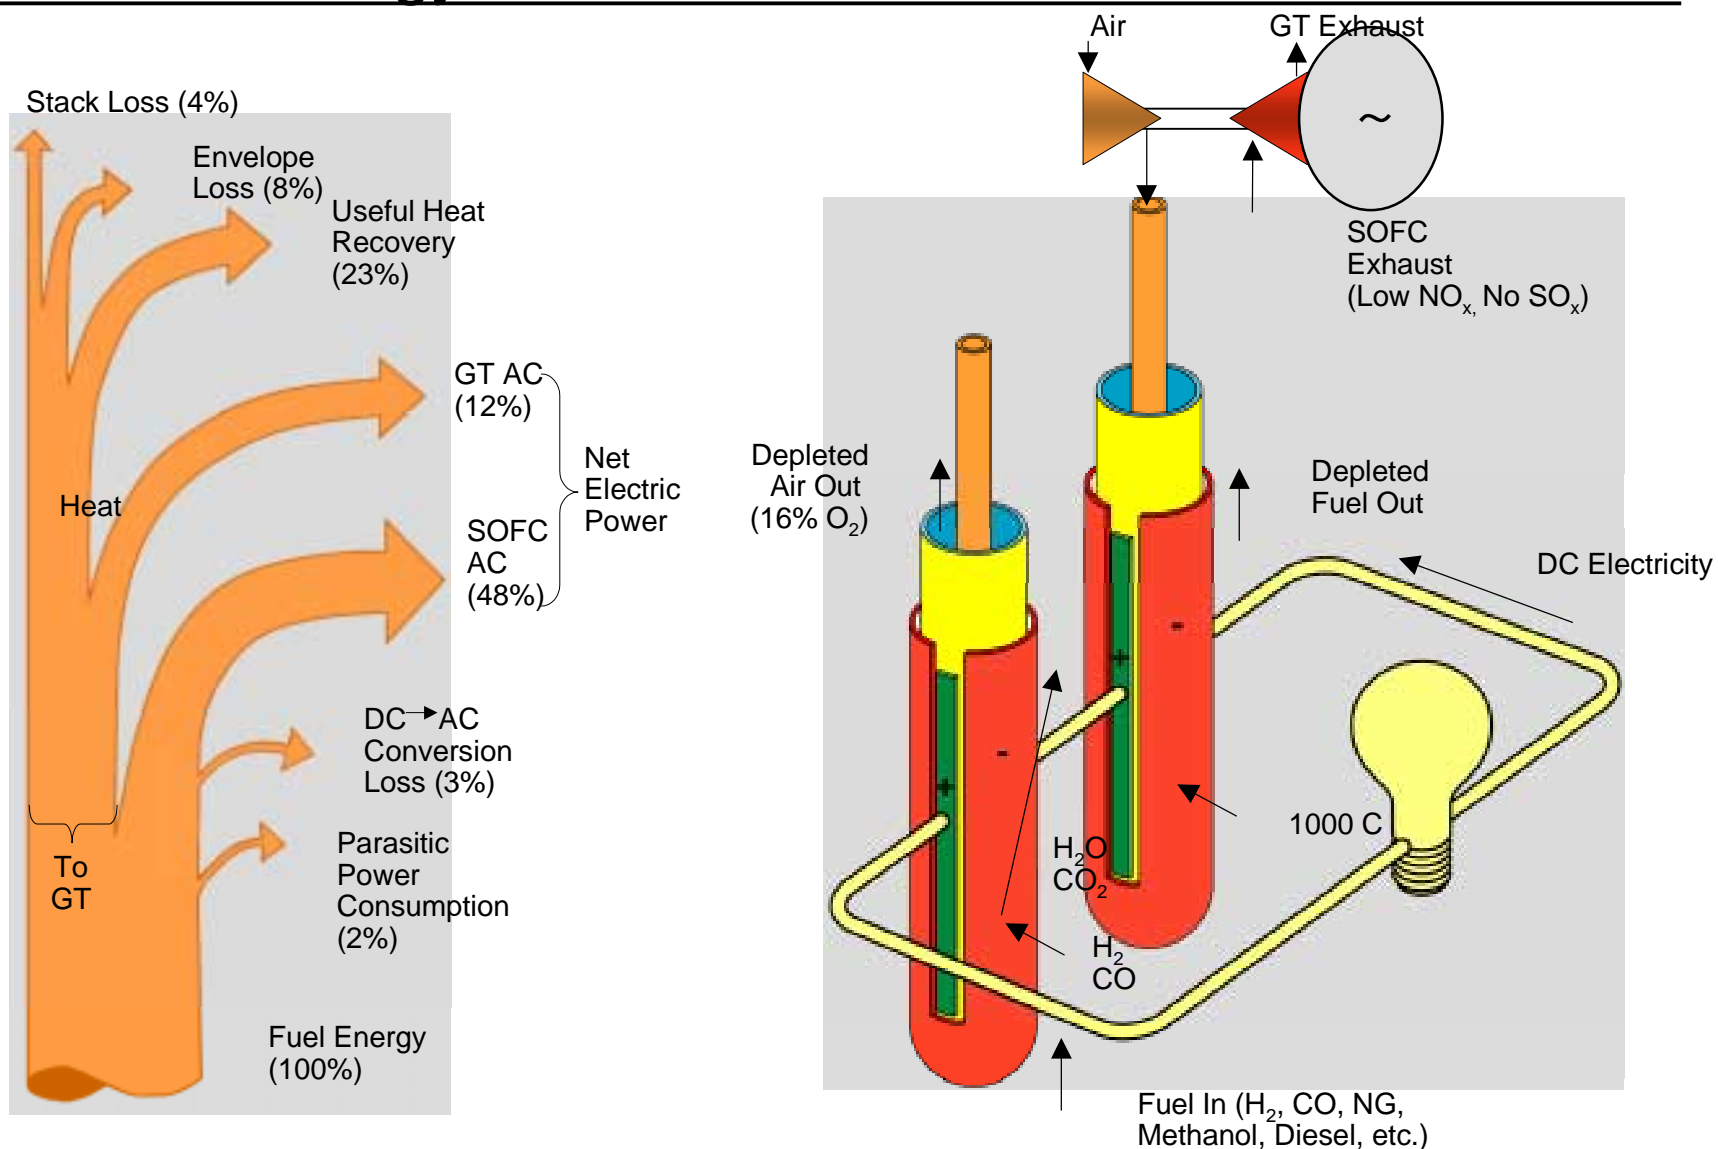 Air
GT Exhaust
~
Stack Loss (4%)
Envelope
Loss (8%)
Useful Heat
Recovery
(23%)
SOFC
Exhaust
(Low NOx, No SOx)
GT AC
(12%)
Net
Electric
Power
SOFC
AC
(48%)
Heat
DC→AC
Conversion
Loss (3%)
To
GT
Parasitic
Power
Consumption
(2%)
Fuel Energy
(100%)
Depleted
Air Out
(16% O2)
Depleted
Fuel Out
DC Electricity
-
+
-
+
1000 C
H2O
CO2
H2
CO
Fuel In (H2, CO, NG,
Methanol, Diesel, etc.)